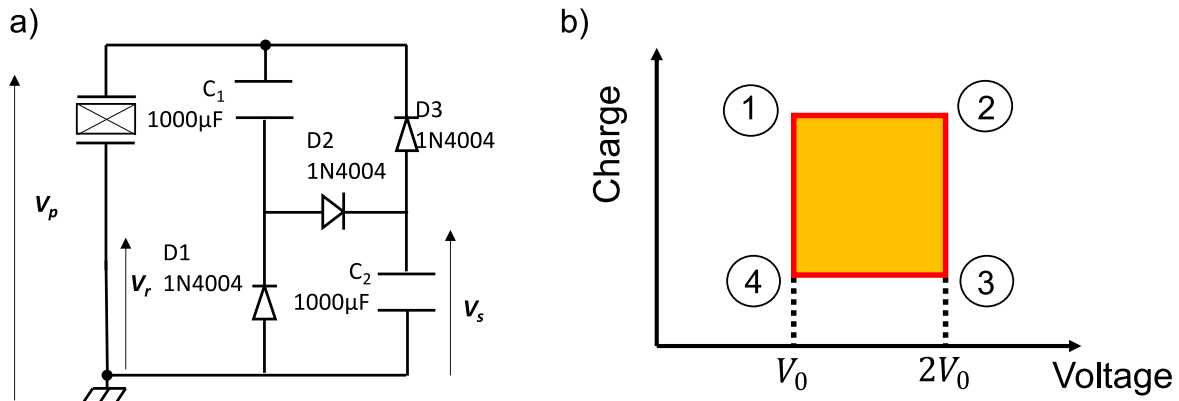 a)
C1
1000μF
D3
1N4004
D2
1N4004
Vp
D1
Vr
1N4004
C2
1000μF
Vs
b)
Charge
1
2
4
3
V0
2V0
Voltage